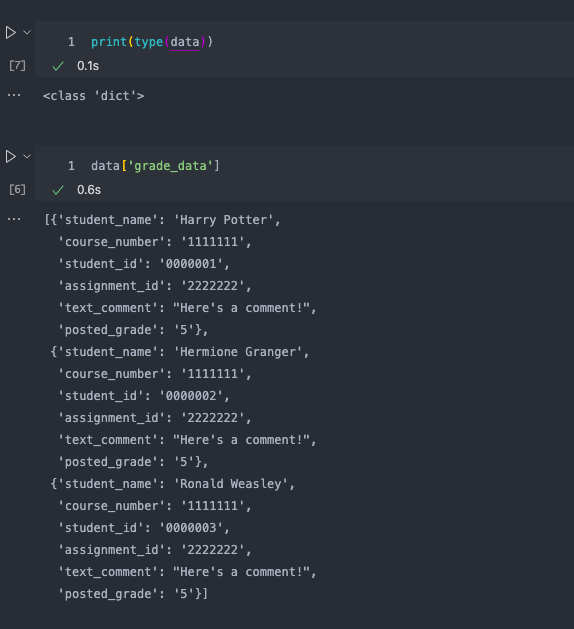 1 print(type(data))
[7] 0.1s
... <class 'dict'>
1 data['grade_data']
[6] 0.6s
... [{'student_name': 'Harry Potter',
'course_number': '1111111',
'student_id': '0000001',
'assignment_id': '2222222',
'text_comment': "Here's a comment!",
'posted_grade': '5'},
{'student_name': 'Hermione Granger',
'course_number': '1111111',
'student_id': '0000002',
'assignment_id': '2222222',
'text_comment': "Here's a comment!",
'posted_grade': '5'},
{'student_name': 'Ronald Weasley',
'course_number': '1111111',
'student_id': '0000003',
'assignment_id': '2222222',
'text_comment': "Here's a comment!",
'posted_grade': '5'}]